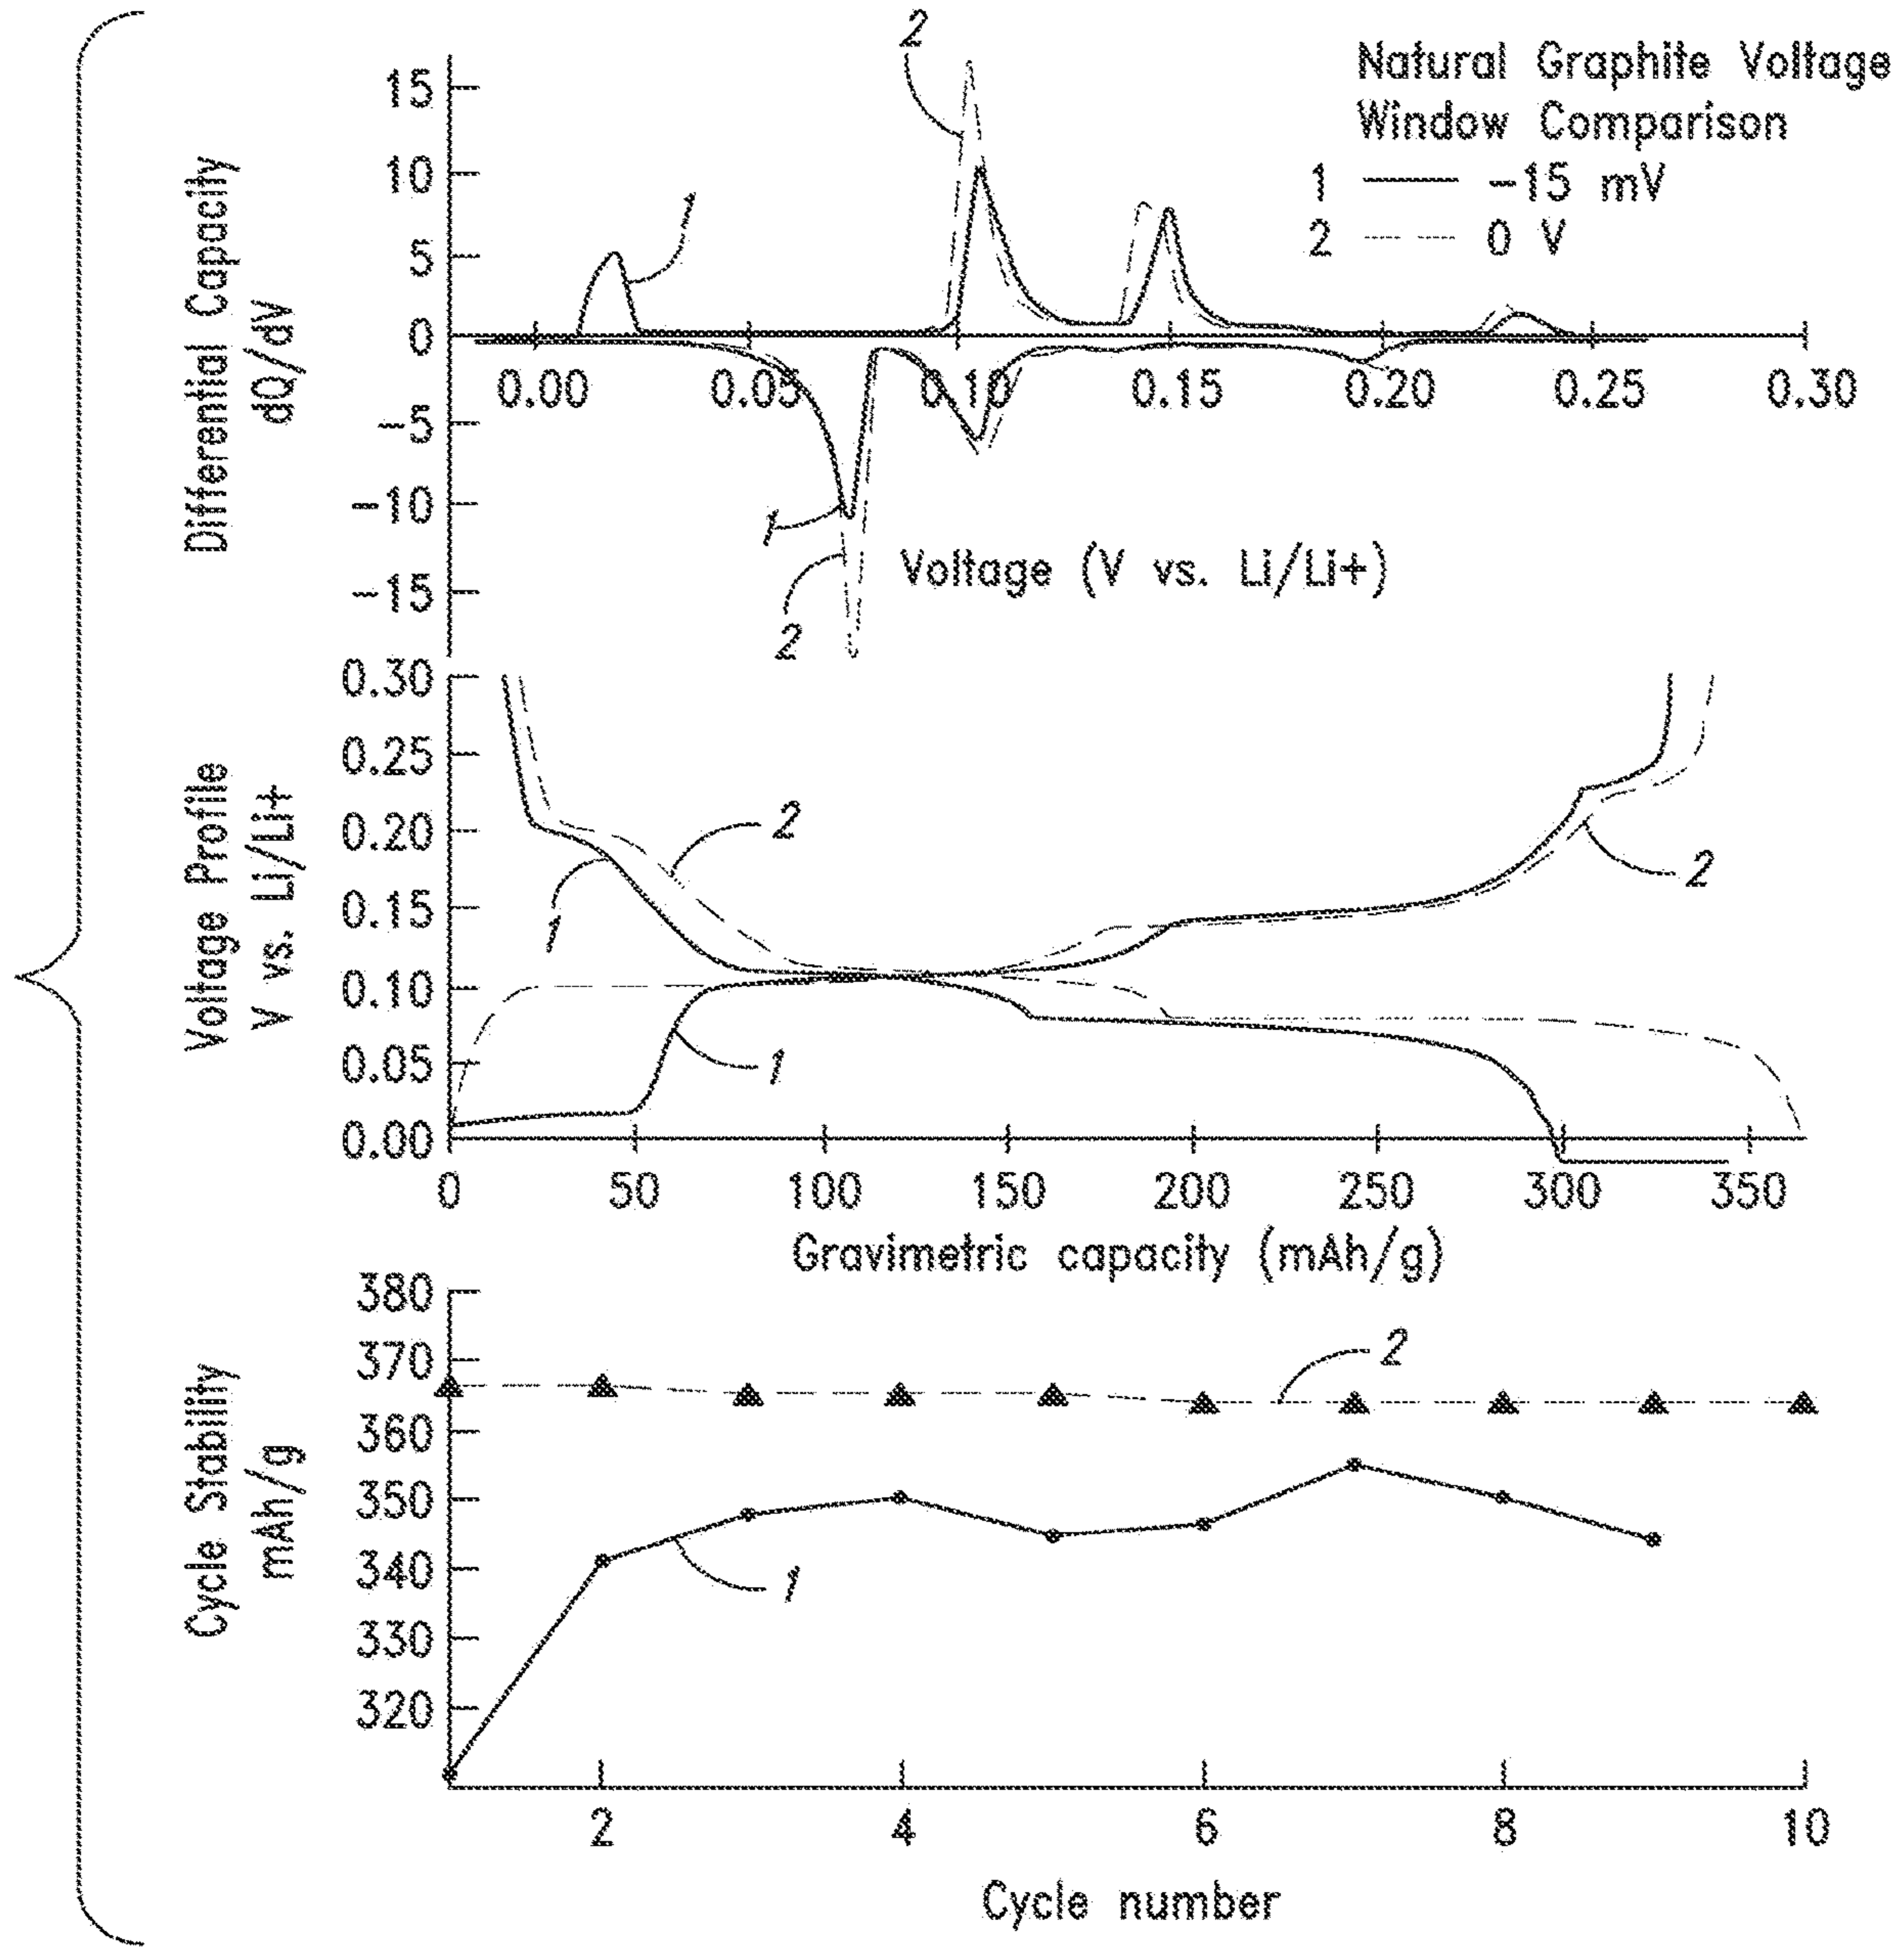 Natural Graphite Voltage
Window Comparison
1 -15 mV
2 0 V
Differential Capacity
dQ/dV
15
10
5
0
-5
-10
-15
0.00 0.05 0.10 0.15 0.20 0.25 0.30
Voltage (V vs. Li/Li+)
2
1
1
2
Voltage Profile
V vs. Li/Li+
0.30
0.25
0.20
0.15
0.10
0.05
0.00
2
1
2
1
0 50 100 150 200 250 300 350
Gravimetric capacity (mAh/g)
Cycle Stability
mAh/g
380
370
360
350
340
330
320
2
1
2 4 6 8 10
Cycle number